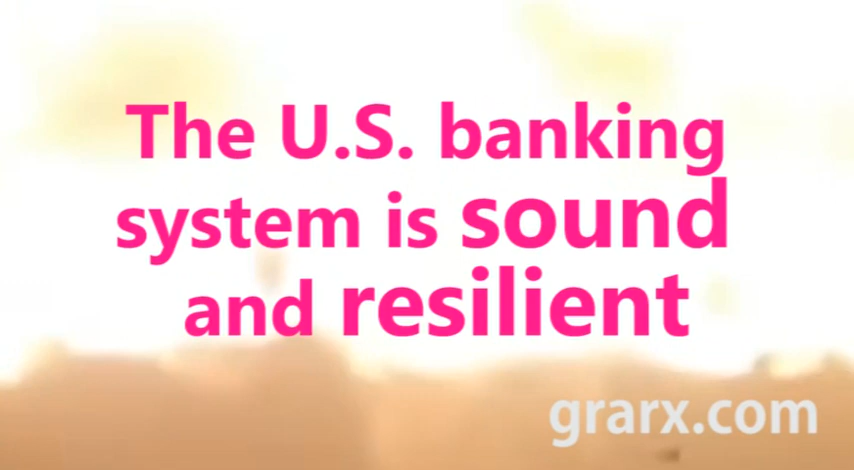 The U.S. banking
system is sound
and resilient
grarx.com